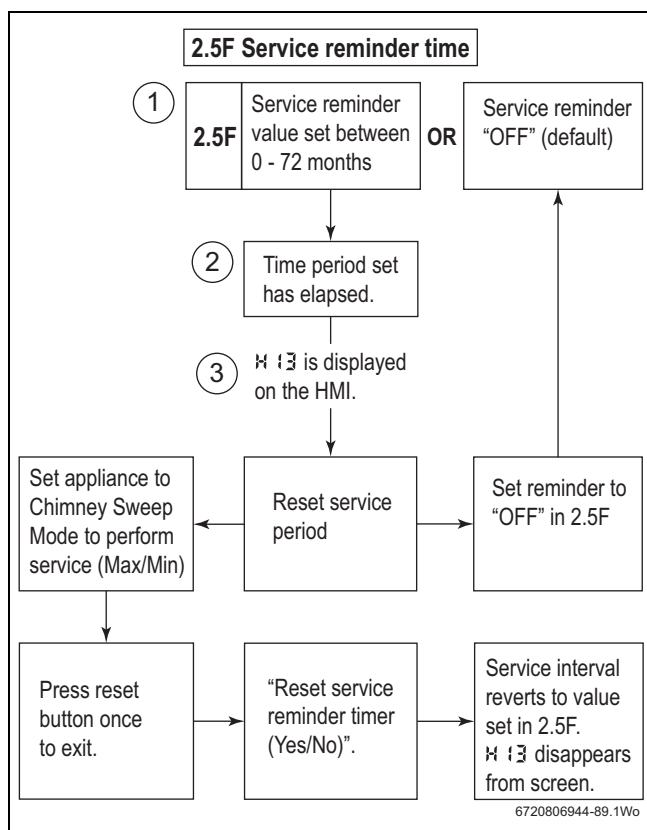 2.5F Service reminder time
1
2.5F
Service reminder
value set between
0 - 72 months
OR
Service reminder
“OFF” (default)
2
Time period set
has elapsed.
3
H13 is displayed
on the HMI.
Set appliance to
Chimney Sweep
Mode to perform
service (Max/Min)
Reset service
period
Set reminder to
“OFF” in 2.5F
Press reset
button once
to exit.
“Reset service
reminder timer
(Yes/No)”.
Service interval
reverts to value
set in 2.5F.
H13 disappears
from screen.
6720806944-89.1Wo